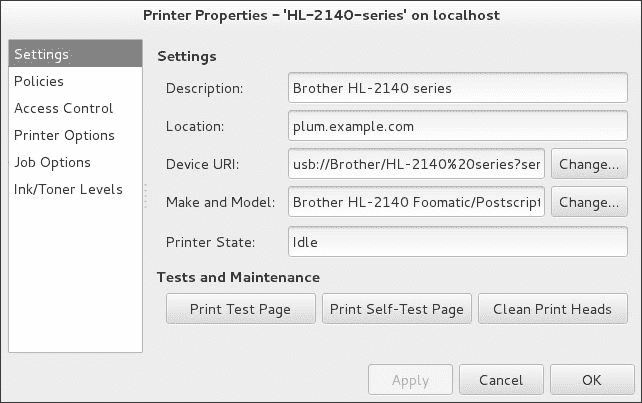 Printer Properties – 'HL-2140-series' on localhost
Settings
Policies
Access Control
Printer Options
Job Options
Ink/Toner Levels
Settings
Description: Brother HL-2140 series
Location: plum.example.com
Device URI: usb://Brother/HL-2140%20series?ser Change...
Make and Model: Brother HL-2140 Foomatic/Postscript Change...
Printer State: Idle
Tests and Maintenance
Print Test Page Print Self-Test Page Clean Print Heads
Apply Cancel OK